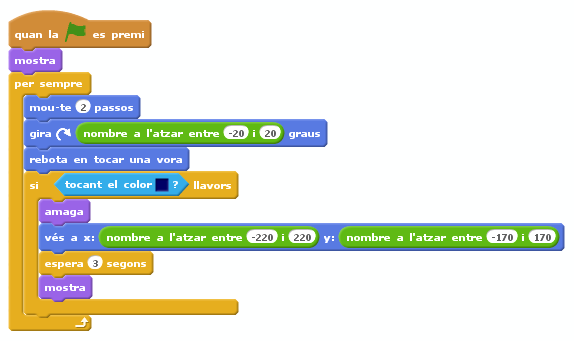 quan la es premi
mostra
per sempre
mou-te 2 passos
gira nombre a l'atzar entre -20 i 20 graus
rebota en tocar una vora
si tocant el color ? llavors
amaga
vés a x: nombre a l'atzar entre -220 i 220 y: nombre a l'atzar entre -170 i 170
espera 3 segons
mostra